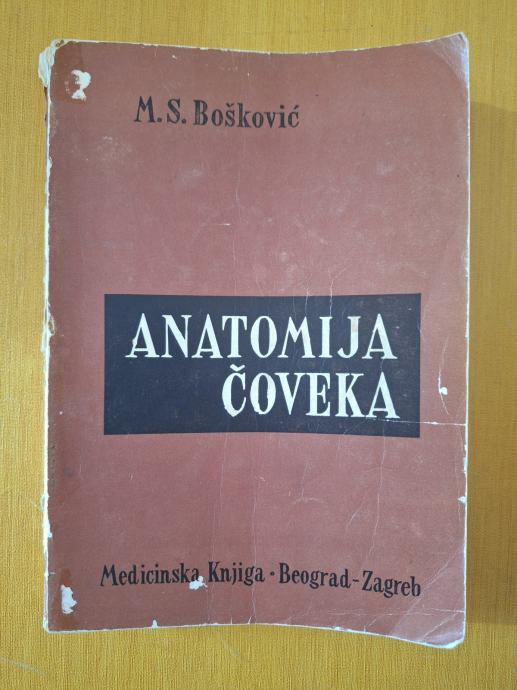 M.S. Bošković
ANATOMIJA
ČOVEKA
Medicinska Knjiga · Beograd-Zagreb